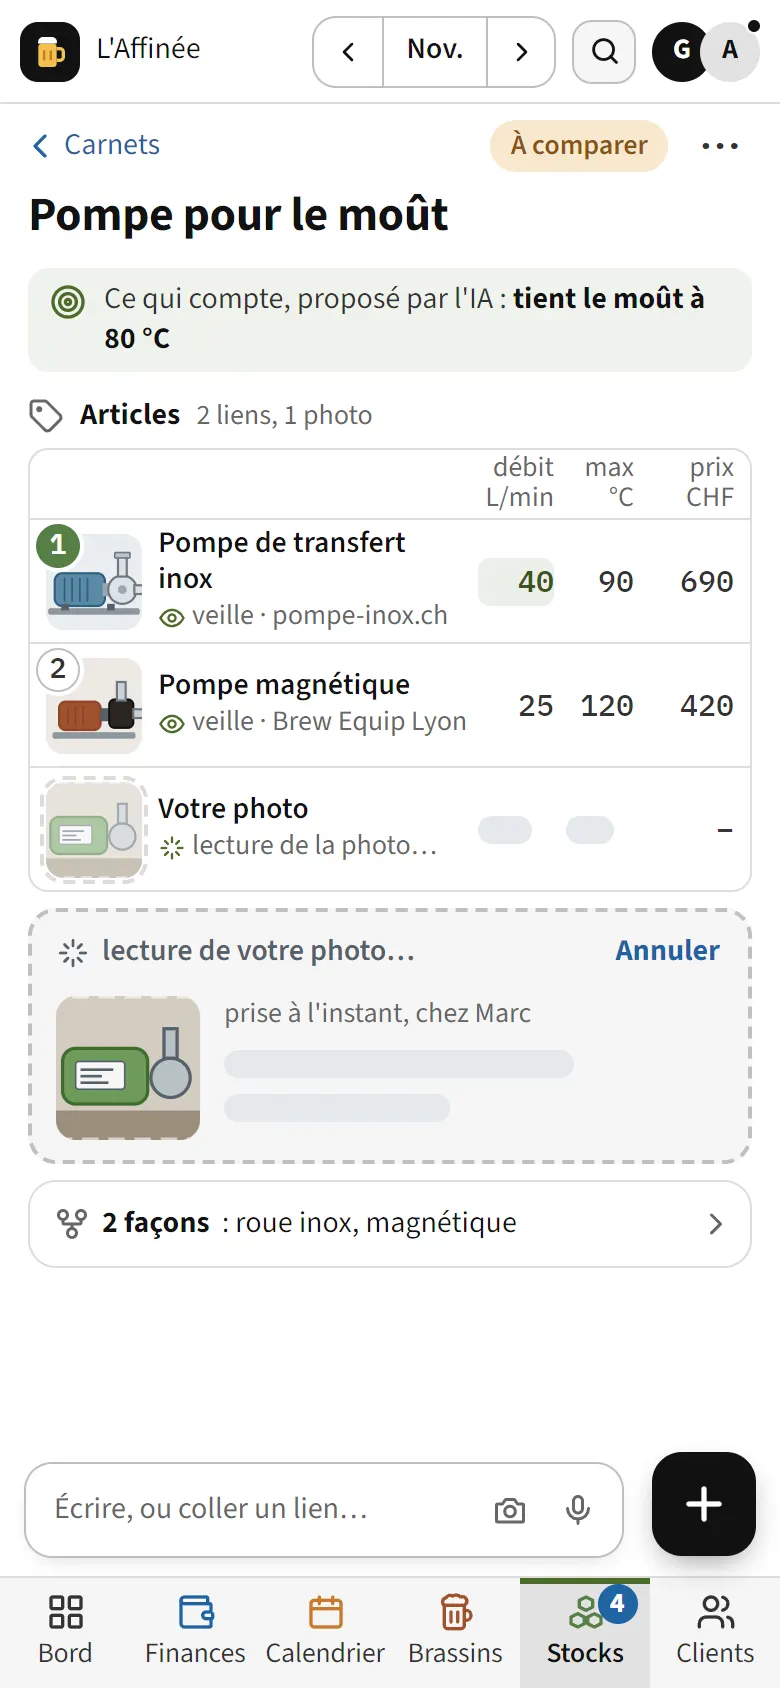 L'Affinée
Nov.
G
A
Carnets
À comparer
Pompe pour le moût
Ce qui compte, proposé par l'IA : tient le moût à
80 °C
Articles 2 liens, 1 photo
débit
L/min
max
°C
prix
CHF
1
Pompe de transfert
inox
veille · pompe-inox.ch
40
90
690
2
Pompe magnétique
veille · Brew Equip Lyon
25
120
420
Votre photo
lecture de la photo…
–
lecture de votre photo…
Annuler
prise à l'instant, chez Marc
2 façons : roue inox, magnétique
Écrire, ou coller un lien…
Bord
Finances
Calendrier
Brassins
4
Stocks
Clients